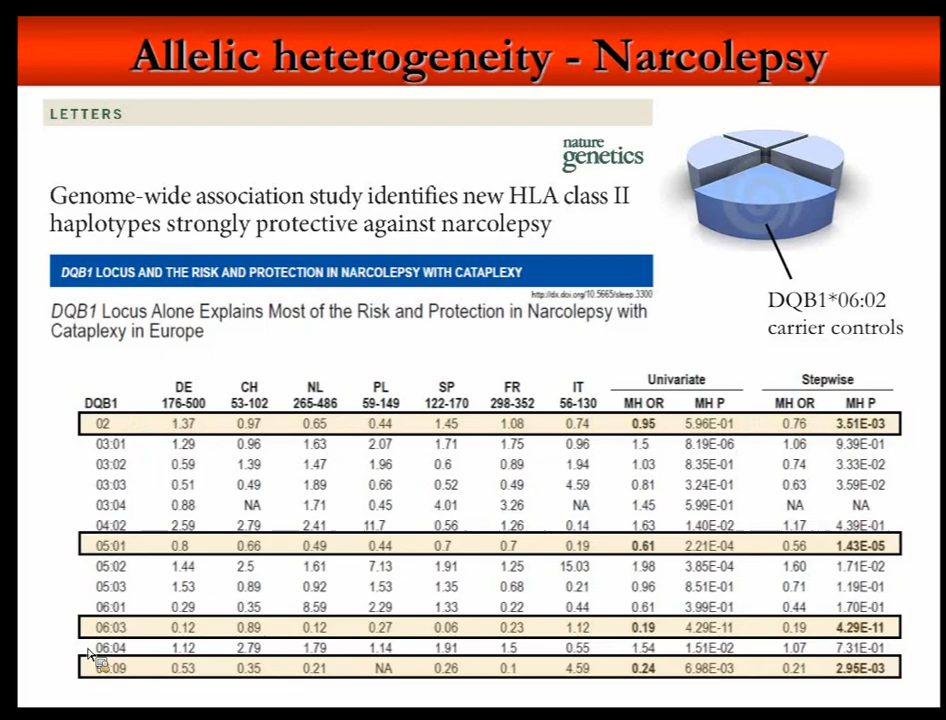 Allelic heterogeneity - Narcolepsy
LETTERS
nature
genetics
Genome-wide association study identifies new HLA class II
haplotypes strongly protective against narcolepsy
DQB1 LOCUS AND THE RISK AND PROTECTION IN NARCOLEPSY WITH CATAPLEXY
http://dx.doi.org/10.5665/sleep.3300
DQB1 Locus Alone Explains Most of the Risk and Protection in Narcolepsy with
Cataplexy in Europe
DQB1*06:02
carrier controls
Univariate Stepwise
DE CH NL PL SP FR IT
DQB1 176-500 53-102 265-486 59-149 122-170 298-352 56-130 MH OR MH P MH OR MH P
02 1.37 0.97 0.65 0.44 1.45 1.08 0.74 0.95 5.96E-01 0.76 3.51E-03
03:01 1.29 0.96 1.63 2.07 1.71 1.75 0.96 1.5 8.19E-06 1.06 9.39E-01
03:02 0.59 1.39 1.47 1.96 0.6 0.89 1.94 1.03 8.35E-01 0.74 3.33E-02
03:03 0.51 0.49 1.89 0.66 0.52 0.49 4.59 0.81 3.24E-01 0.63 3.59E-02
03:04 0.88 NA 1.71 0.45 4.01 3.26 NA 1.45 5.99E-01 NA NA
04:02 2.59 2.79 2.41 11.7 0.56 1.26 0.14 1.63 1.40E-02 1.17 4.39E-01
05:01 0.8 0.66 0.49 0.44 0.7 0.7 0.19 0.61 2.21E-04 0.56 1.43E-05
05:02 1.44 2.5 1.61 7.13 1.91 1.25 15.03 1.98 3.85E-04 1.60 1.71E-02
05:03 1.53 0.89 0.92 1.53 1.35 0.68 0.21 0.96 8.51E-01 0.71 1.19E-01
06:01 0.29 0.35 8.59 2.29 1.33 0.22 0.44 0.61 3.99E-01 0.44 1.70E-01
06:03 0.12 0.89 0.12 0.27 0.06 0.23 1.12 0.19 4.29E-11 0.19 4.29E-11
06:04 1.12 2.79 1.79 1.14 1.91 1.5 0.55 1.54 1.51E-02 1.07 7.31E-01
:09 0.53 0.35 0.21 NA 0.26 0.1 4.59 0.24 6.98E-03 0.21 2.95E-03